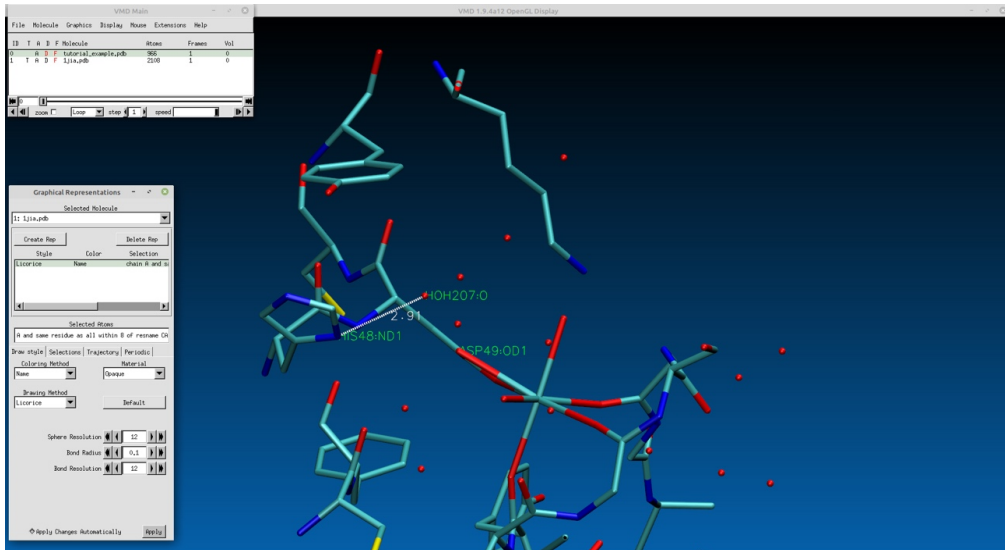 VMD Main
VMD 1.9.4a12 OpenGL Display
File Molecule Graphics Display Mouse Extensions Help
ID T A D F Molecule Atoms Frames Vol
0 A D F tutorial_example.pdb 966 1 0
1 T A D F 1jia.pdb 2108 1 0
0
zoom Loop step 1 speed
Graphical Representations
Selected Molecule
1: 1jia.pdb
Create Rep Delete Rep
Style Color Selection
Licorice Name chain A and s
Selected Atoms
A and same residue as all within 8 of resname CA
Draw style Selections Trajectory Periodic
Coloring Method Material
Name Opaque
Drawing Method
Licorice Default
Sphere Resolution 12
Bond Radius 0.1
Bond Resolution 12
Apply Changes Automatically Apply
HOH207:O
2.91
HIS48:ND1
ASP49:OD1